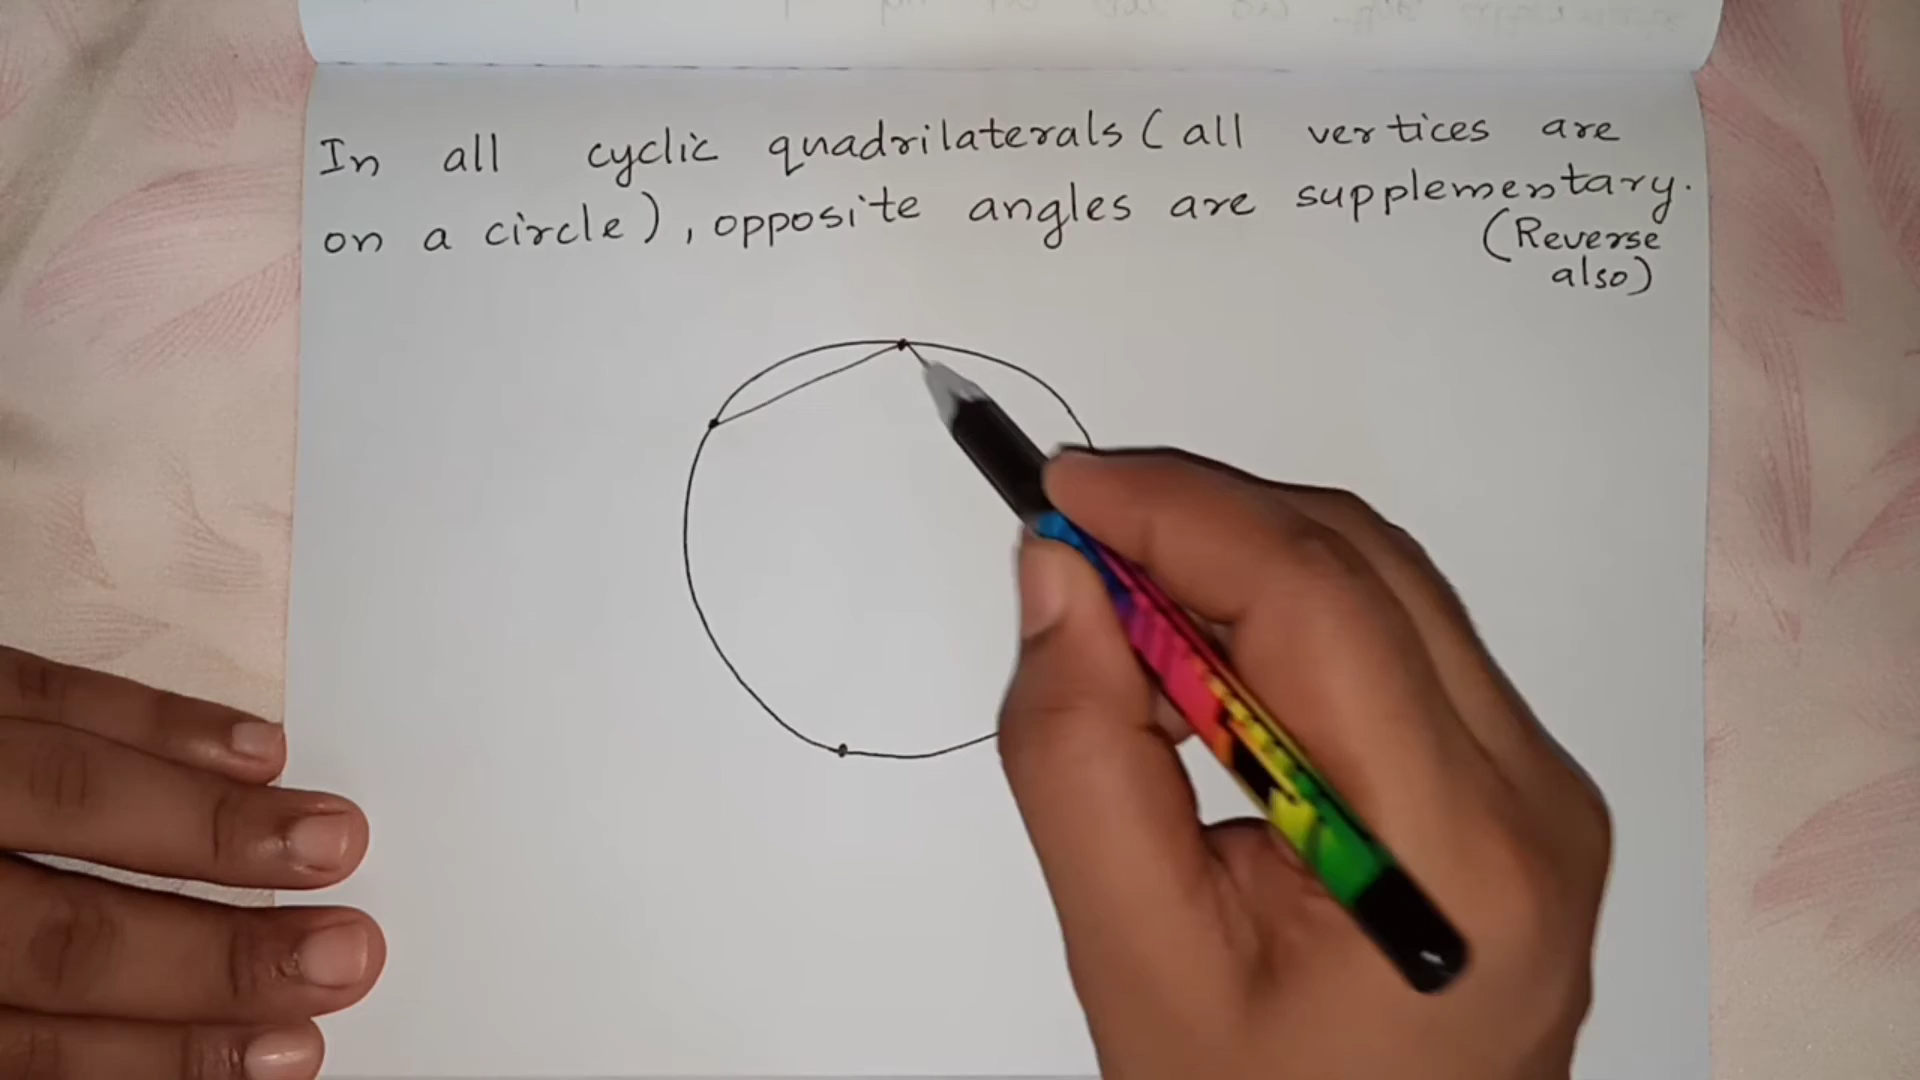 In all cyclic quadrilaterals (all vertices are
on a circle), opposite angles are supplementary.
(Reverse
also)